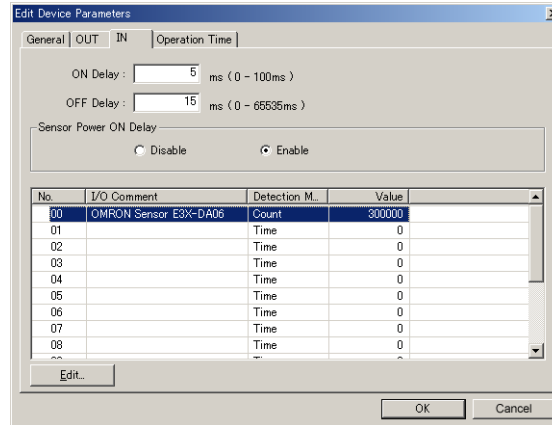 Edit Device Parameters
General OUT IN Operation Time
ON Delay : 5 ms ( 0 - 100ms )
OFF Delay : 15 ms ( 0 - 65535ms )
Sensor Power ON Delay
Disable Enable
No. I/O Comment Detection M... Value
00 OMRON Sensor E3X-DA06 Count 300000
01 Time 0
02 Time 0
03 Time 0
04 Time 0
05 Time 0
06 Time 0
07 Time 0
08 Time 0
Edit...
OK Cancel